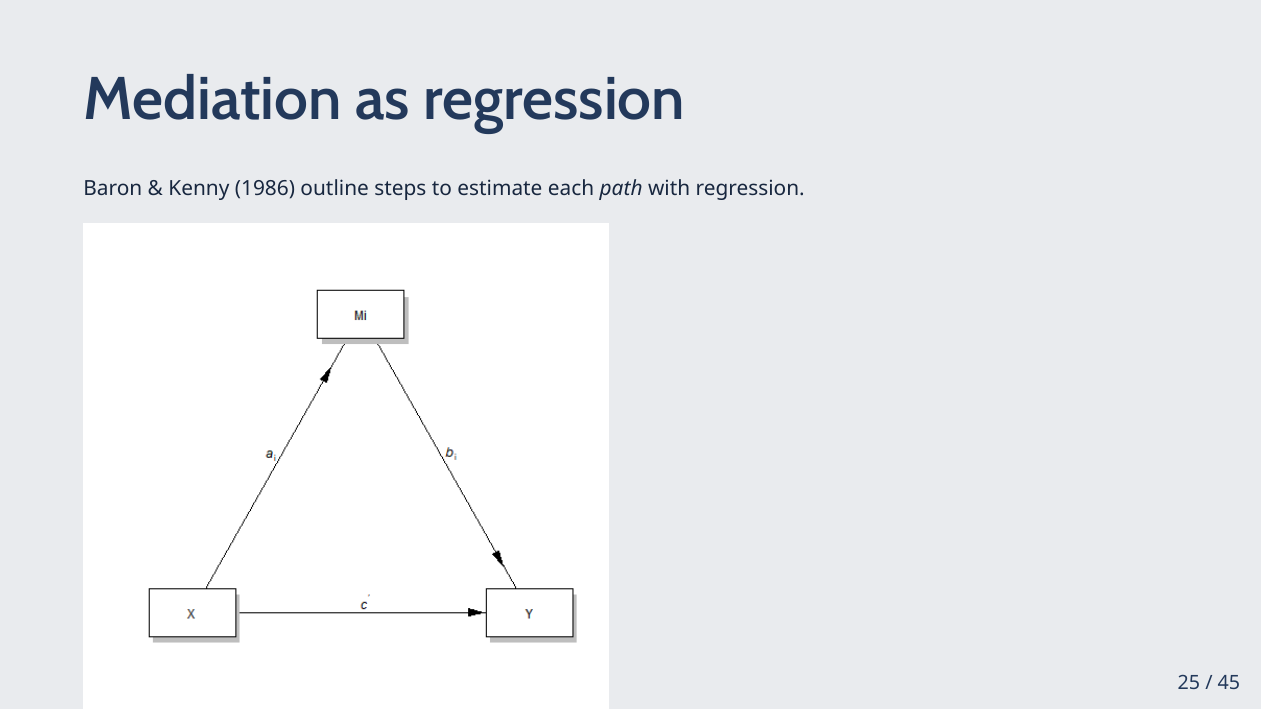 Mediation as regression
Baron & Kenny (1986) outline steps to estimate each path with regression.
Mi
ai
bi
c'
X
Y
25 / 45